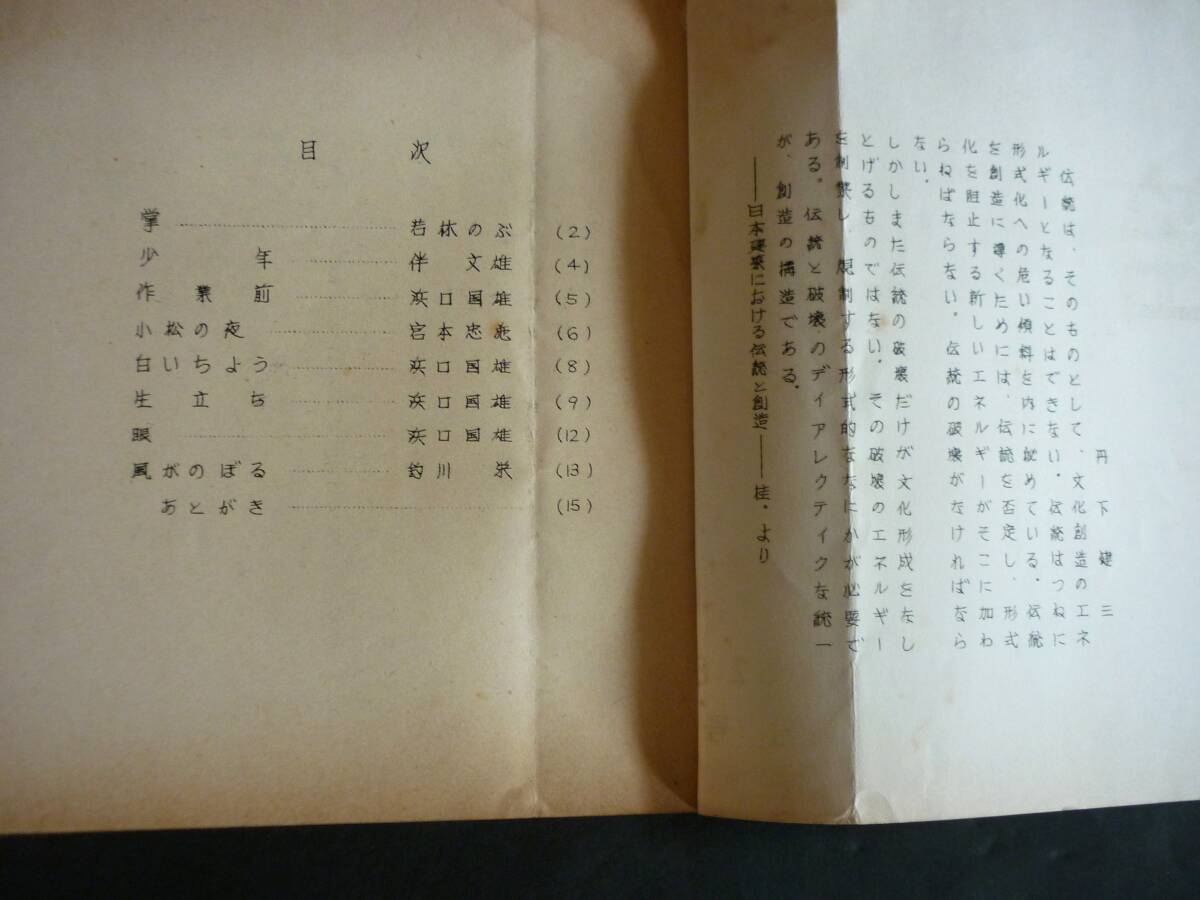 目次
掌 ............ 若林のぶ (2)
少年 ............ 伴文雄 (4)
作業前 ............ 浜口国雄 (5)
小松の夜 ............ 宮本忠 (6)
白いちょう ............ 浜口国雄 (8)
生立ち ............ 浜口国雄 (9)
眼 ............ 浜口国雄 (12)
風がのぼる ............ 釣川栄 (13)
あとがき ............ (15)
丹下健三
伝統は、そのものとして、文化創造のエネ
ルギーとなることはできない。伝統はつねに
形式化への危い傾斜を内に秘めている。伝統
を創造に導くためには、伝統を否定し、形式
化を阻止する新しいエネルギーがそこに加わ
らねばならない。伝統の破壊がなければなら
ない。
しかしまた伝統の破壊だけが文化形成をなし
とげるものではない。その破壊のエネルギー
を制禦し、規制する形式的ななにかが必要で
ある。伝統と破壊のディアレクティクな統一
が、創造の構造である。
――日本建築における伝統と創造――桂・より